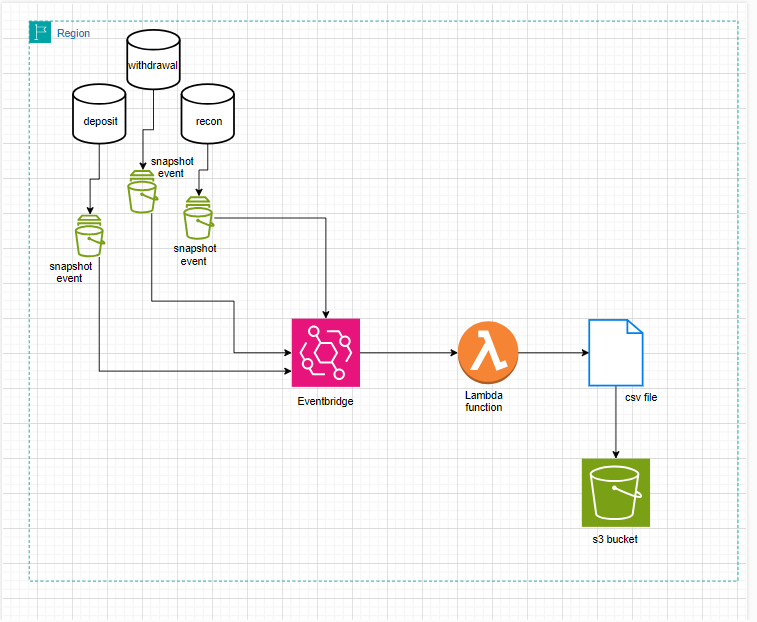 Region
withdrawal
deposit
recon
snapshot
event
snapshot
event
snapshot
event
Eventbridge
Lambda
function
csv file
s3 bucket